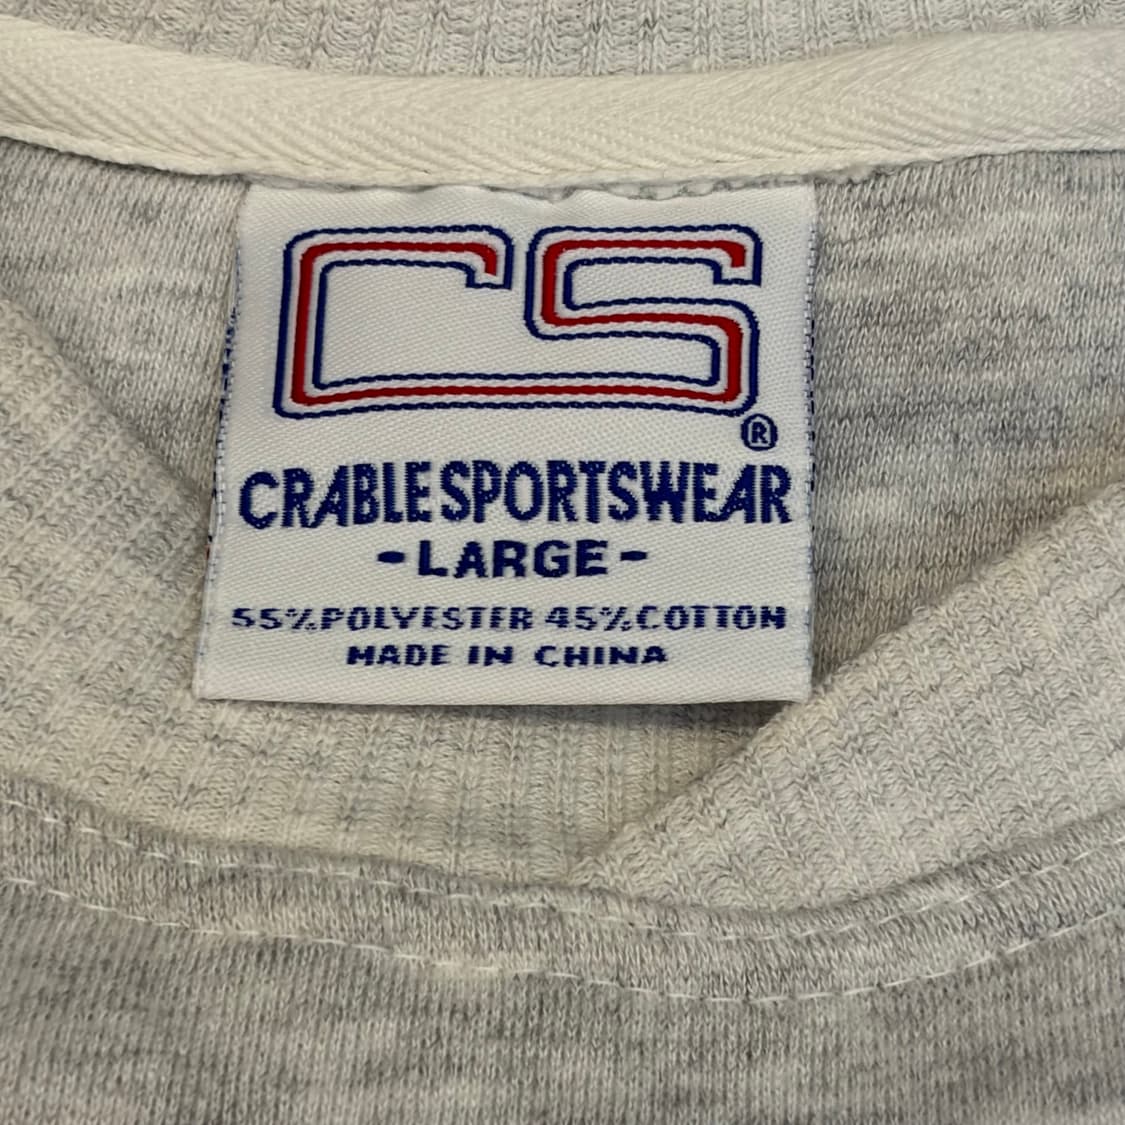 CS
®
CRABLE SPORTSWEAR
-LARGE-
55% POLYESTER 45% COTTON
MADE IN CHINA